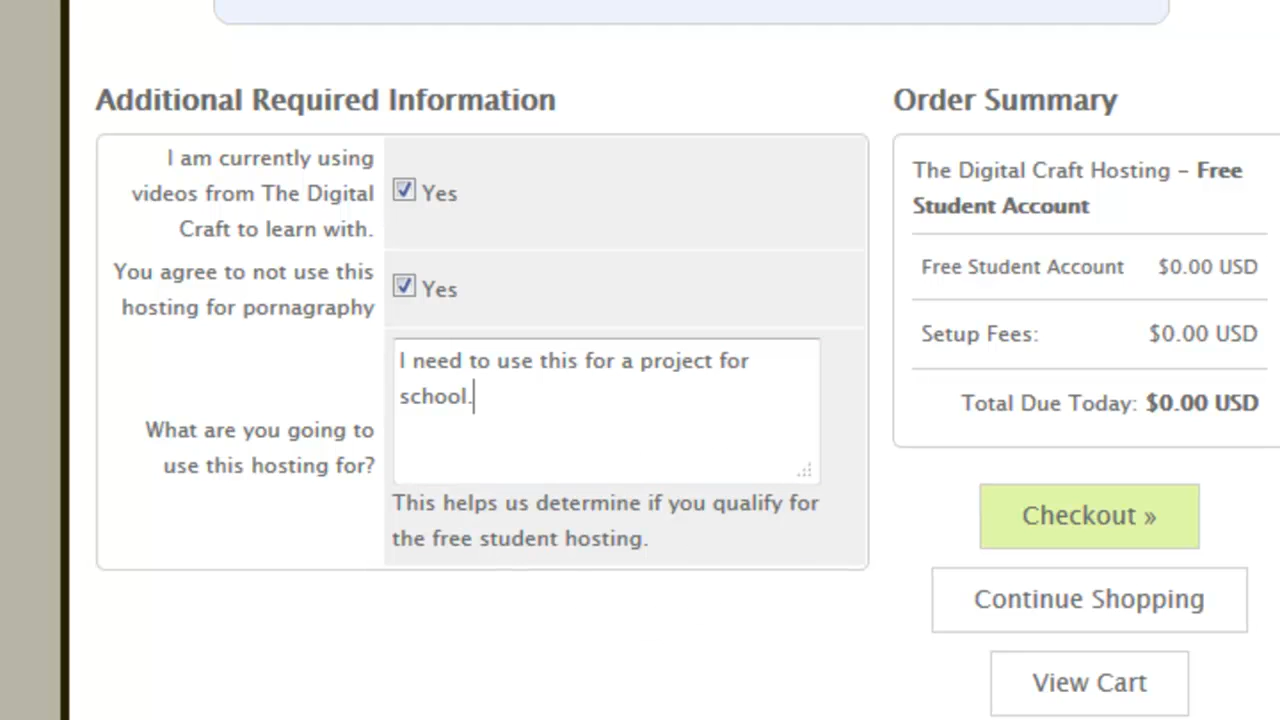 Additional Required Information
I am currently using
videos from The Digital
Craft to learn with.
Yes
You agree to not use this
hosting for pornagraphy
Yes
What are you going to
use this hosting for?
I need to use this for a project for
school.
This helps us determine if you qualify for
the free student hosting.
Order Summary
The Digital Craft Hosting – Free
Student Account
Free Student Account $0.00 USD
Setup Fees: $0.00 USD
Total Due Today: $0.00 USD
Checkout »
Continue Shopping
View Cart